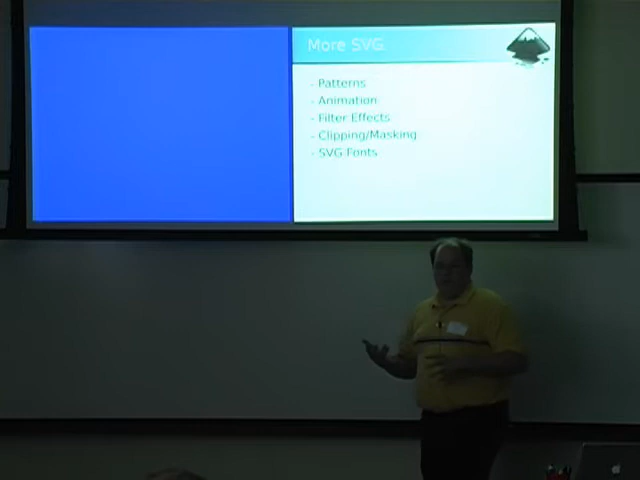 More SVG
- Patterns
- Animation
- Filter Effects
- Clipping/Masking
- SVG Fonts